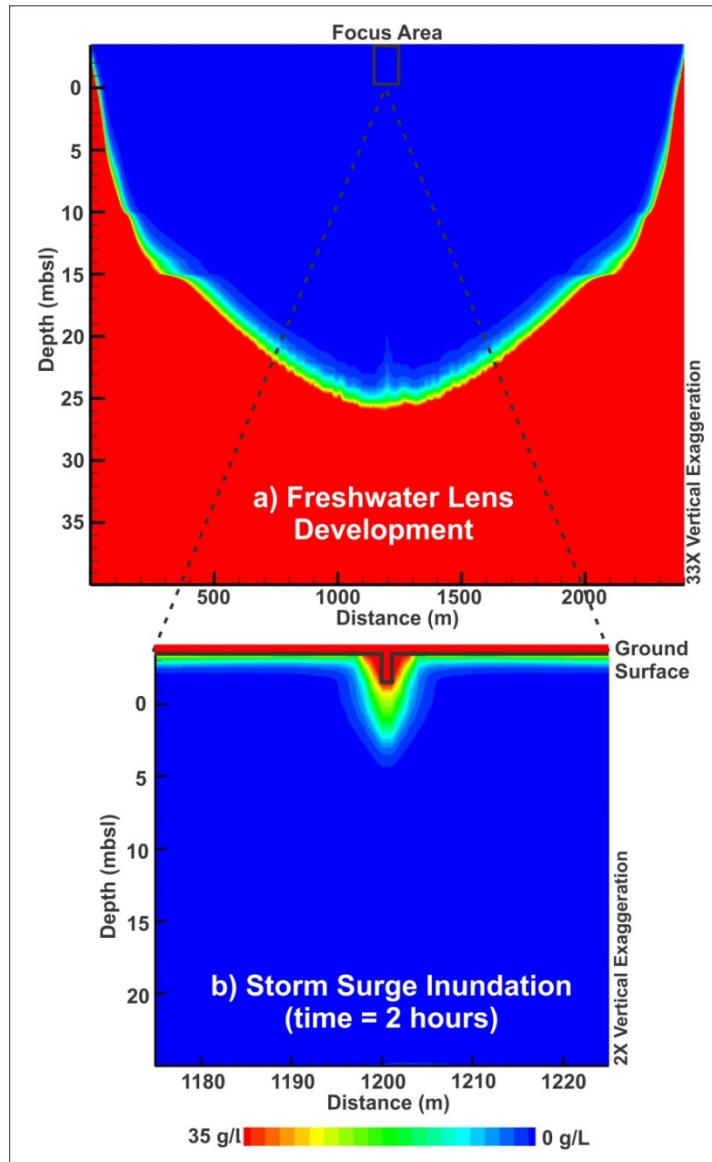 Focus Area
0
5
10
15
20
25
30
35
Depth (mbsl)
33X Vertical Exaggeration
a) Freshwater Lens
Development
500
1000
1500
2000
Distance (m)
Ground
Surface
0
5
10
15
20
Depth (mbsl)
2X Vertical Exaggeration
b) Storm Surge Inundation
(time = 2 hours)
1180
1190
1200
1210
1220
Distance (m)
35 g/l
0 g/L